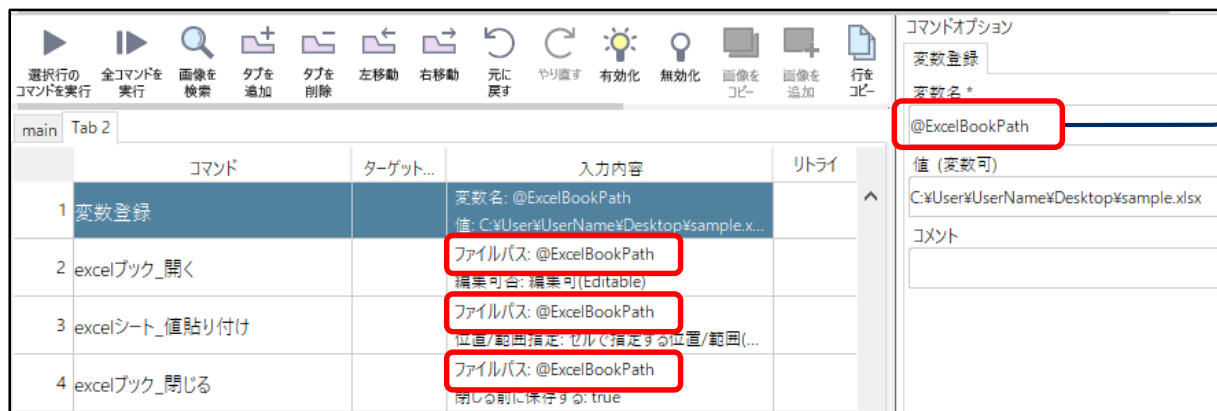 選択行の
コマンドを実行
全コマンドを
実行
画像を
検索
タブを
追加
タブを
削除
左移動
右移動
元に
戻す
やり直す
有効化
無効化
画像を
コピー
画像を
追加
行を
コピー
main
Tab 2
コマンド
ターゲット...
入力内容
リトライ
1 変数登録
変数名: @ExcelBookPath
値: C:¥User¥UserName¥Desktop¥sample.x...
2 excelブック_開く
ファイルパス: @ExcelBookPath
編集可否: 編集可(Editable)
3 excelシート_値貼り付け
ファイルパス: @ExcelBookPath
位置/範囲指定: セルで指定する位置/範囲(...
4 excelブック_閉じる
ファイルパス: @ExcelBookPath
閉じる前に保存する: true
コマンドオプション
変数登録
変数名 *
@ExcelBookPath
値 (変数可)
C:¥User¥UserName¥Desktop¥sample.xlsx
コメント